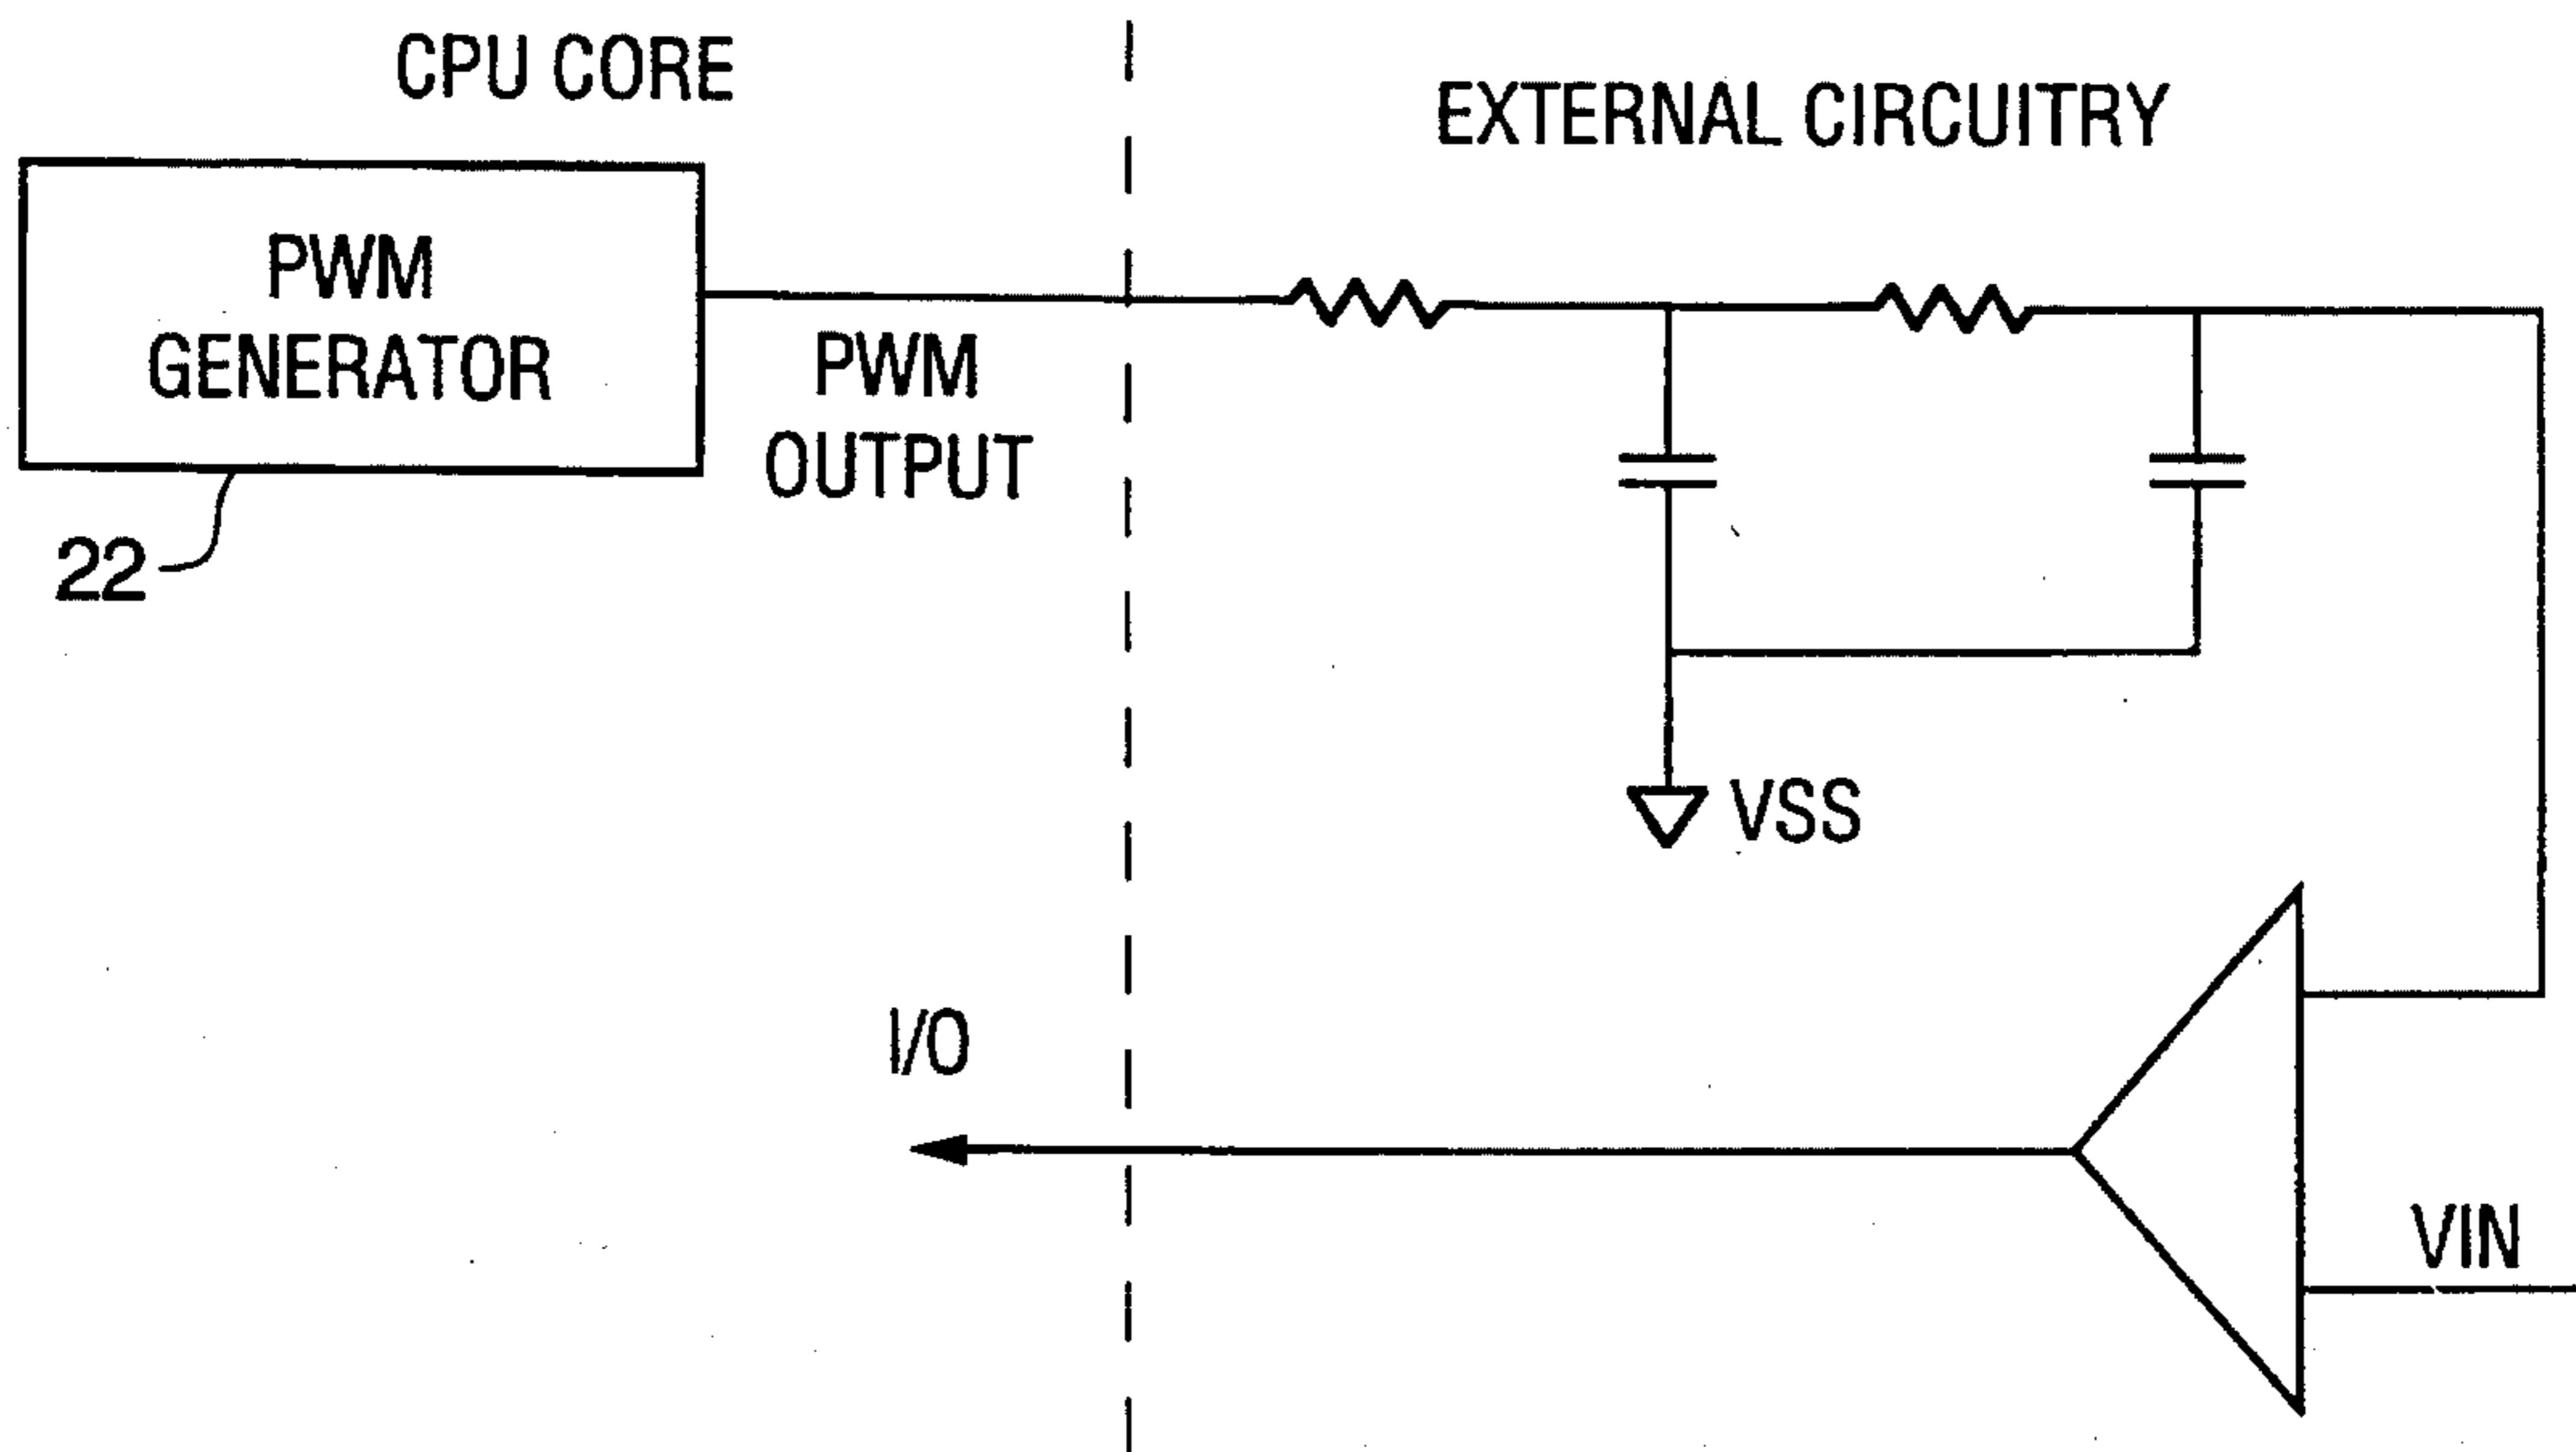 CPU CORE
EXTERNAL CIRCUITRY
PWM
GENERATOR
PWM
OUTPUT
22
VSS
I/O
VIN